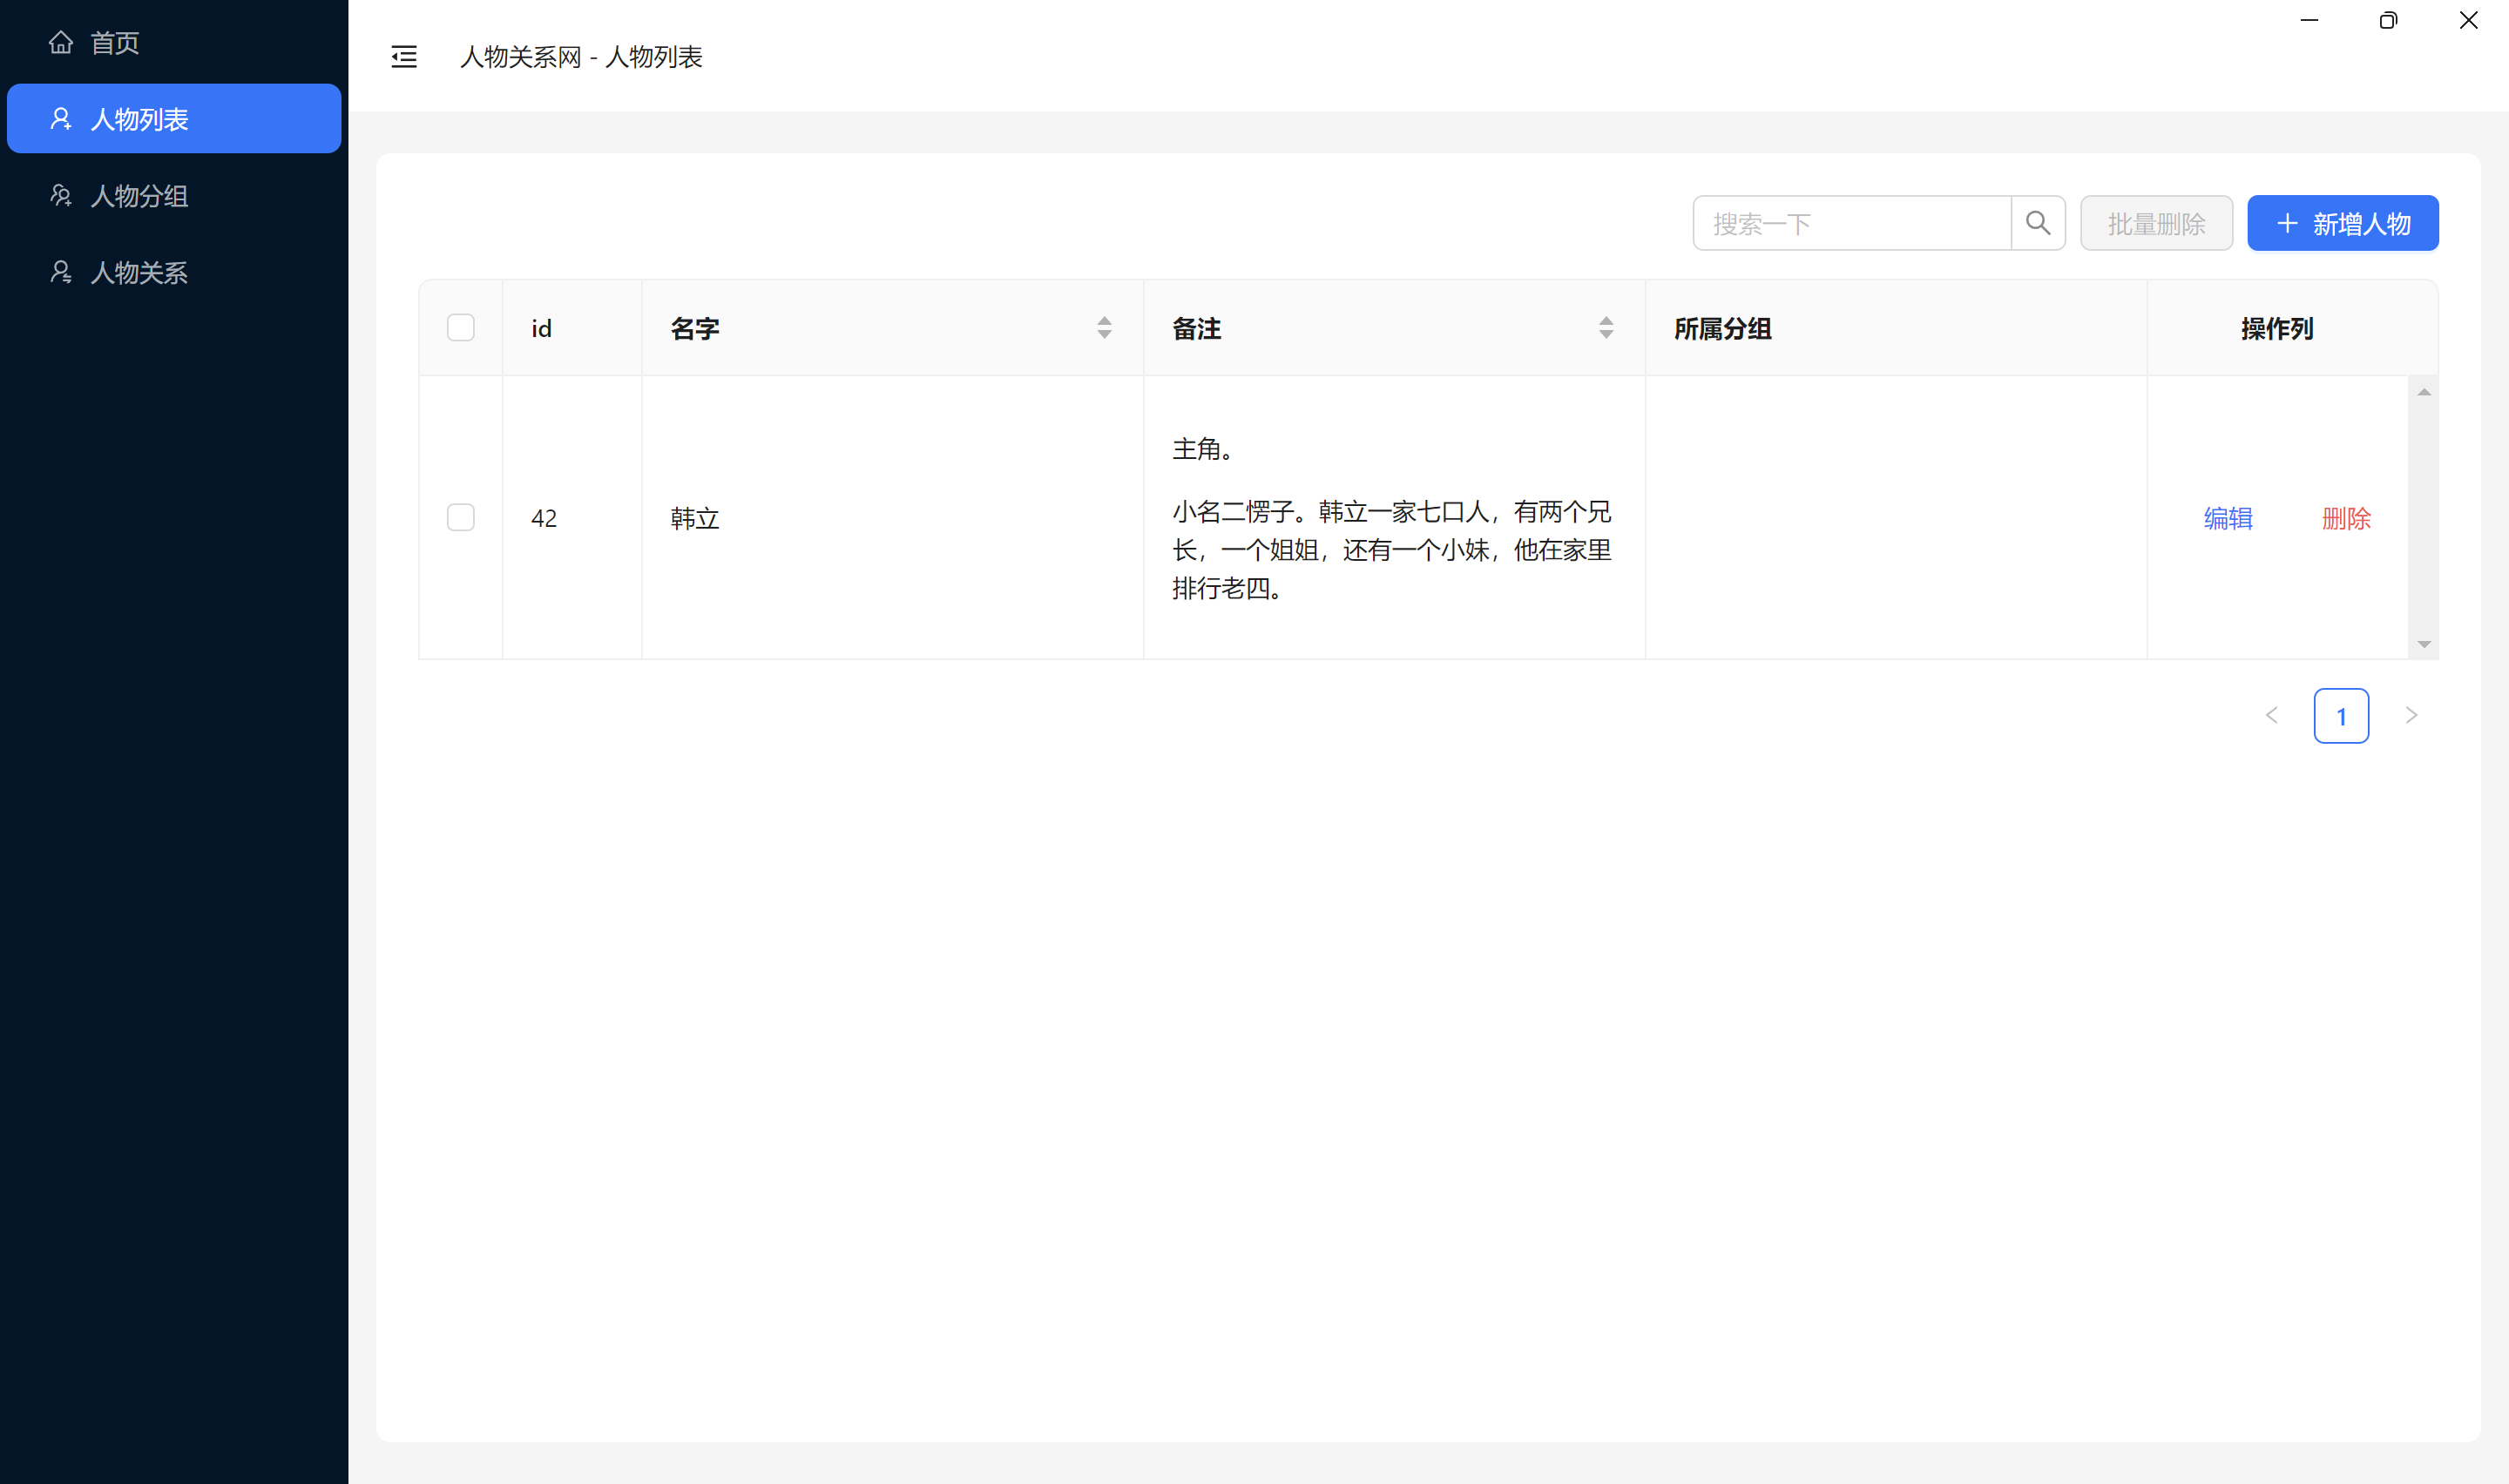 首页
人物列表
人物分组
人物关系
人物关系网 - 人物列表
搜索一下
批量删除
新增人物
id
名字
备注
所属分组
操作列
42
韩立
主角。
小名二愣子。韩立一家七口人，有两个兄
长，一个姐姐，还有一个小妹，他在家里
排行老四。
编辑
删除
1